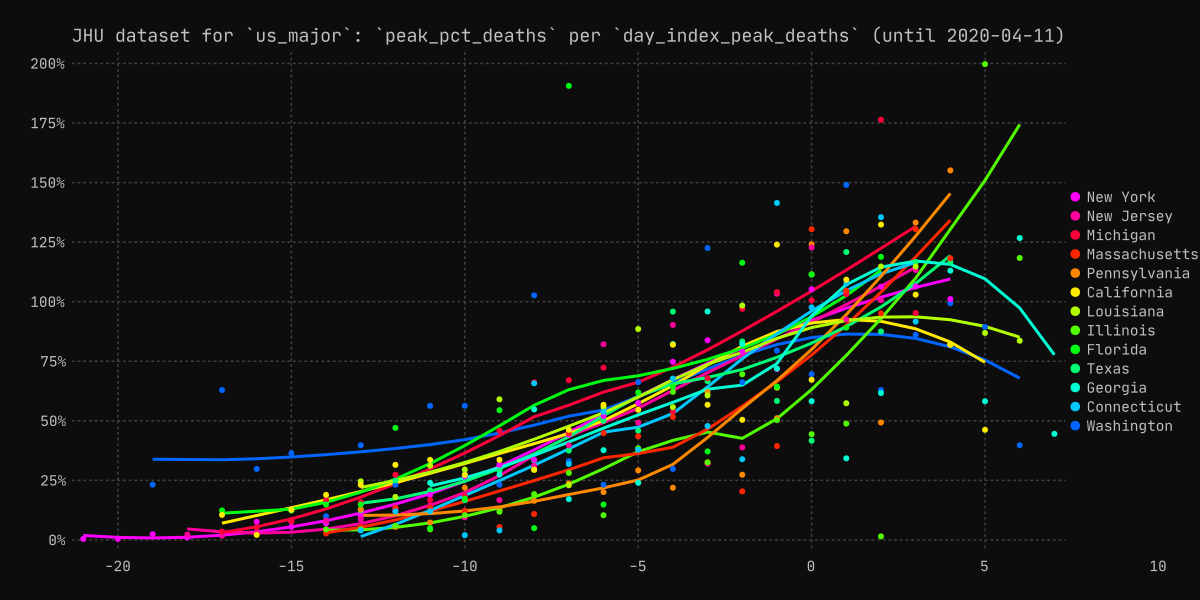 JHU dataset for `us_major`: `peak_pct_deaths` per `day_index_peak_deaths` (until 2020-04-11)
200%
175%
150%
125%
100%
75%
50%
25%
0%
-20
-15
-10
-5
0
5
10
New York
New Jersey
Michigan
Massachusetts
Pennsylvania
California
Louisiana
Illinois
Florida
Texas
Georgia
Connecticut
Washington